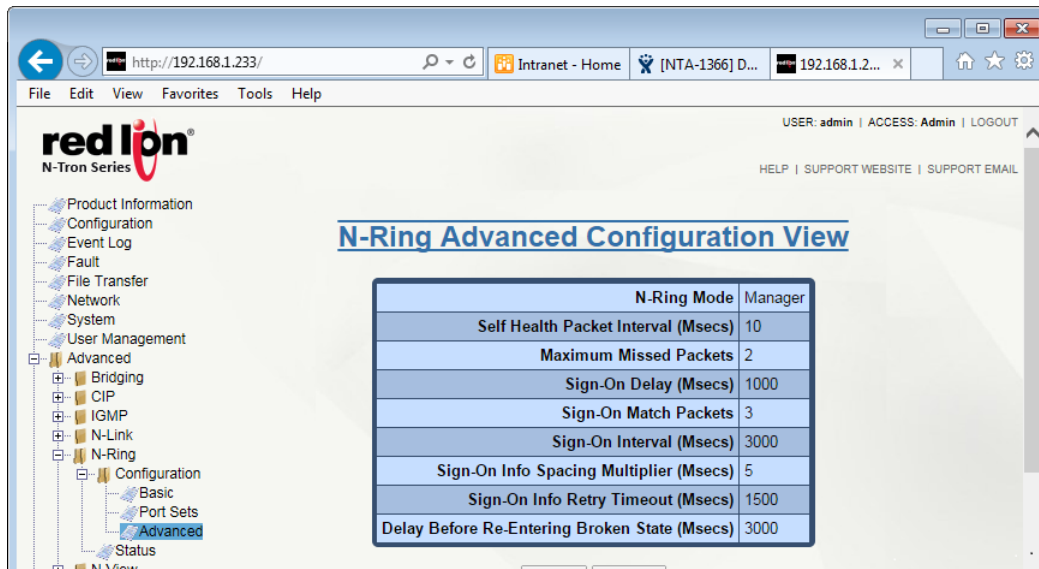 http://192.168.1.233/
Intranet - Home
[NTA-1366] D...
192.168.1.2...
File Edit View Favorites Tools Help
USER: admin | ACCESS: Admin | LOGOUT
red lion®
N-Tron Series
HELP | SUPPORT WEBSITE | SUPPORT EMAIL
Product Information
Configuration
Event Log
Fault
File Transfer
Network
System
User Management
Advanced
Bridging
CIP
IGMP
N-Link
N-Ring
Configuration
Basic
Port Sets
Advanced
Status
N-View
N-Ring Advanced Configuration View
N-Ring Mode Manager
Self Health Packet Interval (Msecs) 10
Maximum Missed Packets 2
Sign-On Delay (Msecs) 1000
Sign-On Match Packets 3
Sign-On Interval (Msecs) 3000
Sign-On Info Spacing Multiplier (Msecs) 5
Sign-On Info Retry Timeout (Msecs) 1500
Delay Before Re-Entering Broken State (Msecs) 3000